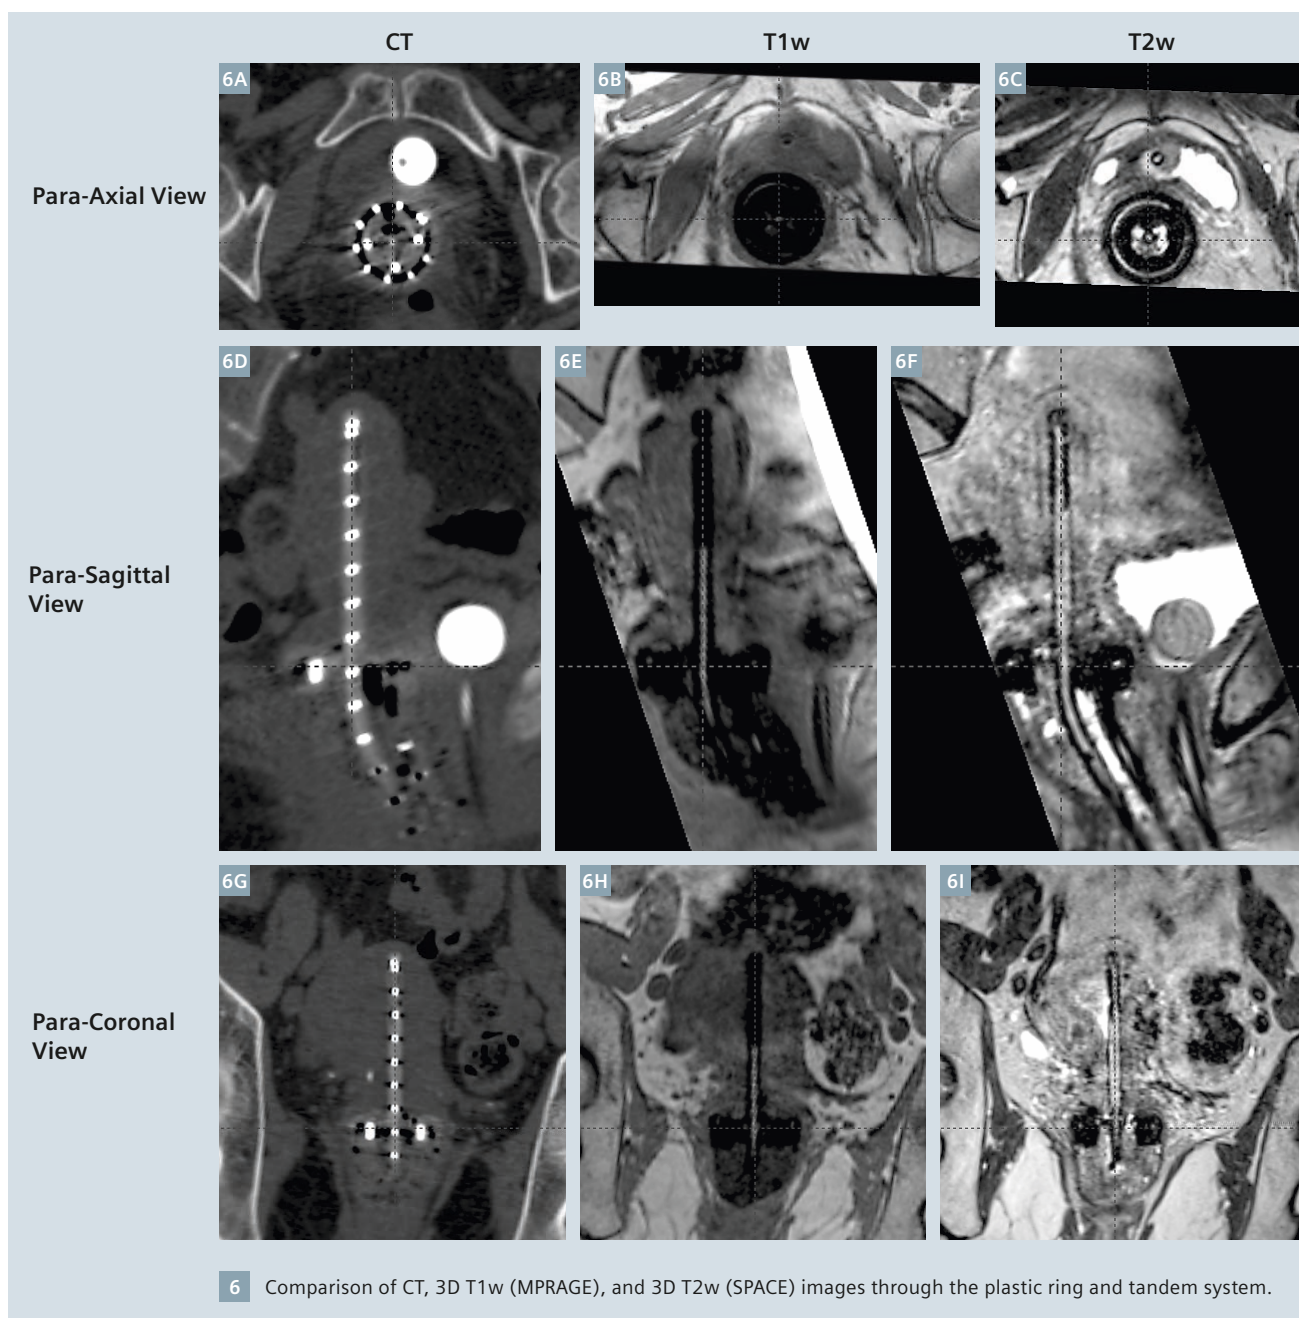 CT
T1w
T2w
Para-Axial View
6A
6B
6C
Para-Sagittal
View
6D
6E
6F
Para-Coronal
View
6G
6H
6I
6 Comparison of CT, 3D T1w (MPRAGE), and 3D T2w (SPACE) images through the plastic ring and tandem system.